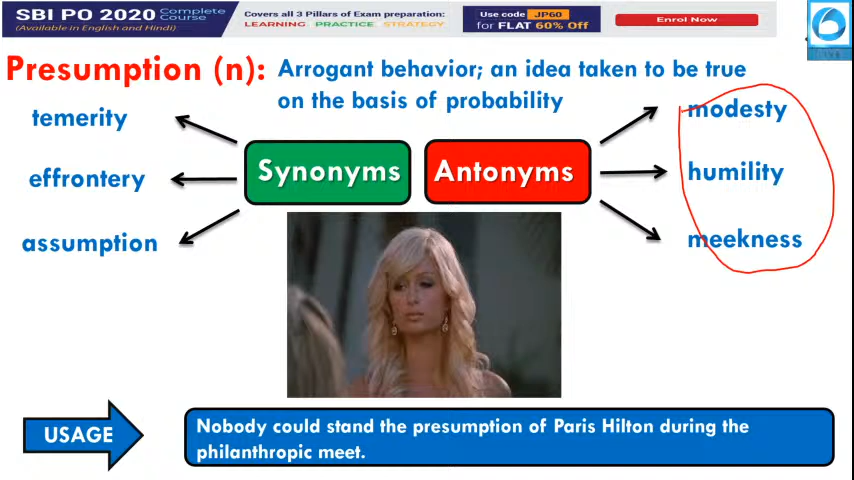 SBI PO 2020 Complete Course
(Available in English and Hindi)
Covers all 3 Pillars of Exam preparation:
LEARNING PRACTICE STRATEGY
Use code JP60
for FLAT 60% Off
Enrol Now
Presumption (n): Arrogant behavior; an idea taken to be true
on the basis of probability
temerity
effrontery
assumption
Synonyms
Antonyms
modesty
humility
meekness
USAGE
Nobody could stand the presumption of Paris Hilton during the
philanthropic meet.